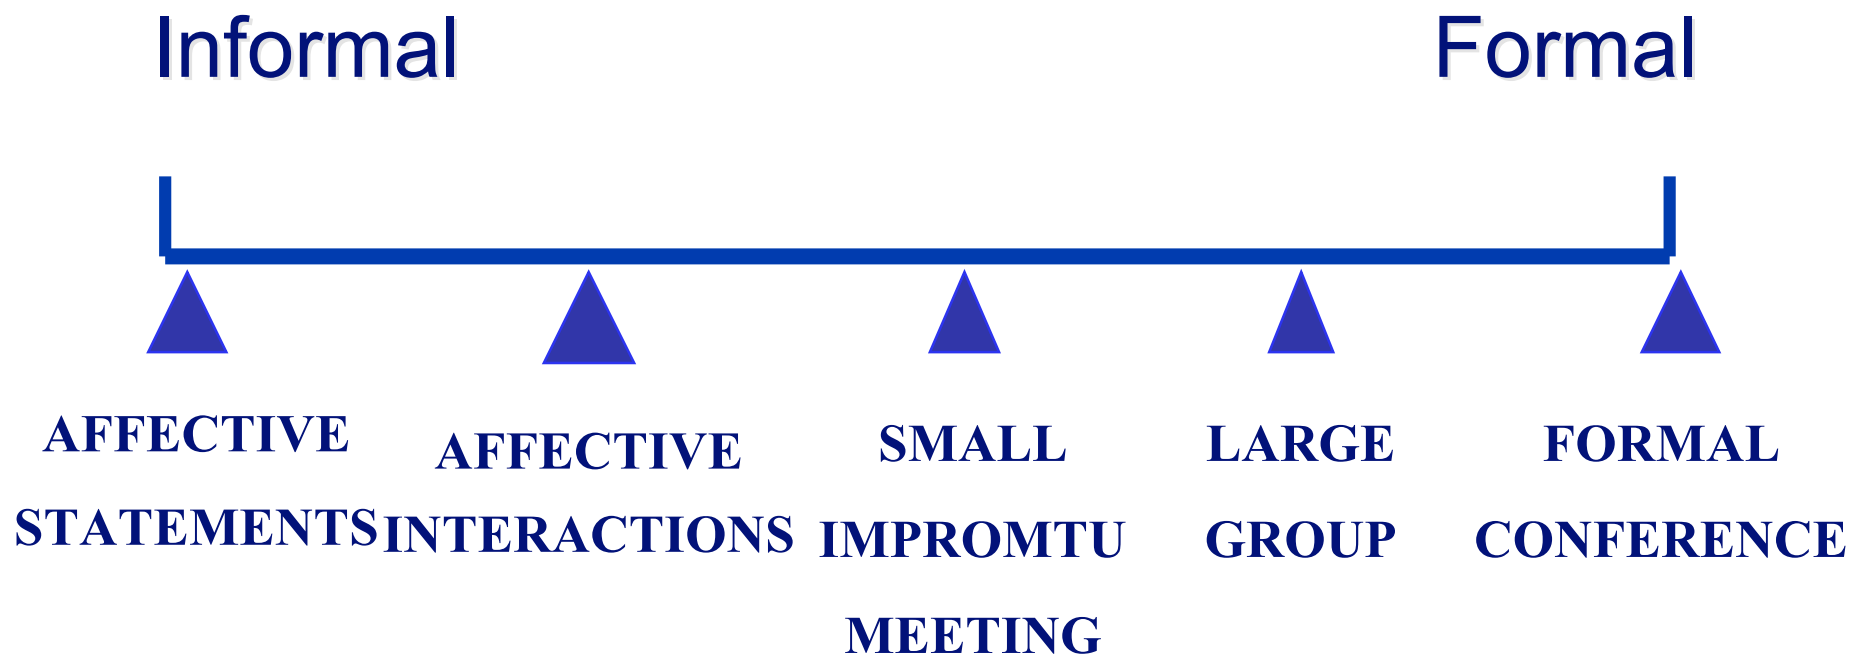 Informal
Formal
AFFECTIVE
STATEMENTS
AFFECTIVE
INTERACTIONS
SMALL
IMPROMTU
MEETING
LARGE
GROUP
FORMAL
CONFERENCE